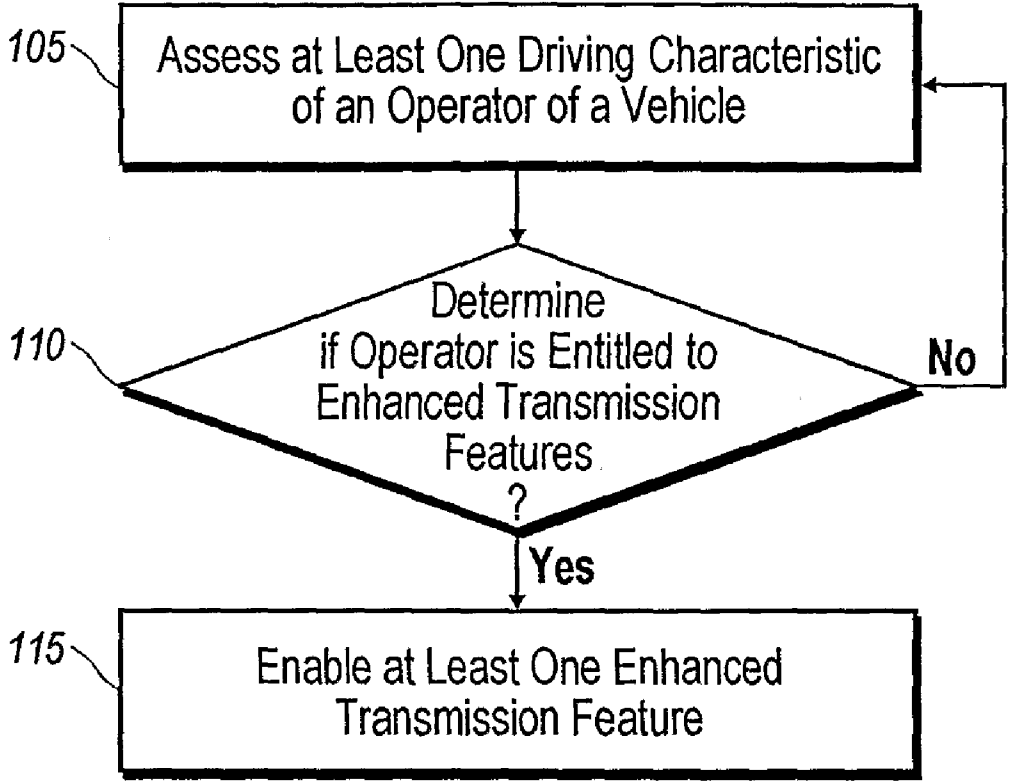 105
Assess at Least One Driving Characteristic
of an Operator of a Vehicle
110
Determine
if Operator is Entitled to
Enhanced Transmission
Features
?
No
Yes
115
Enable at Least One Enhanced
Transmission Feature